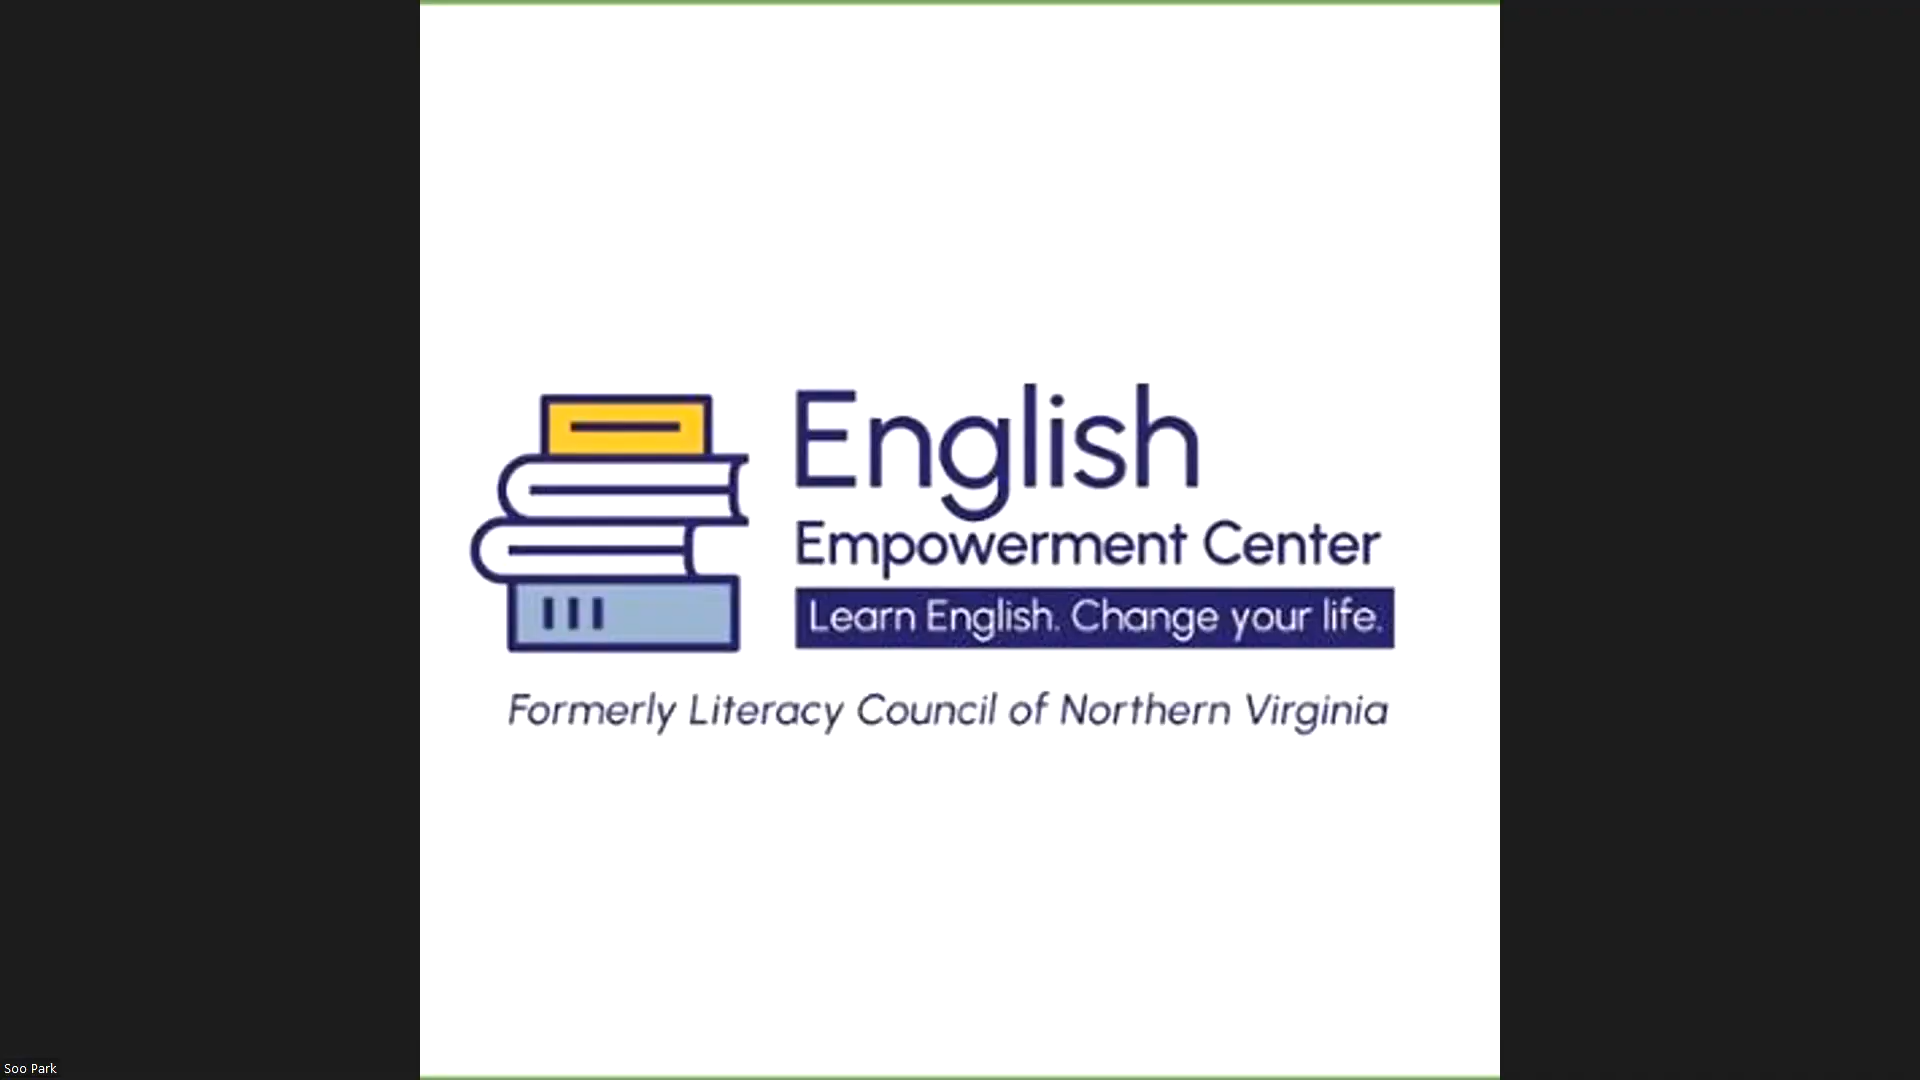 English
Empowerment Center
Learn English. Change your life.
Formerly Literacy Council of Northern Virginia
Soo Park